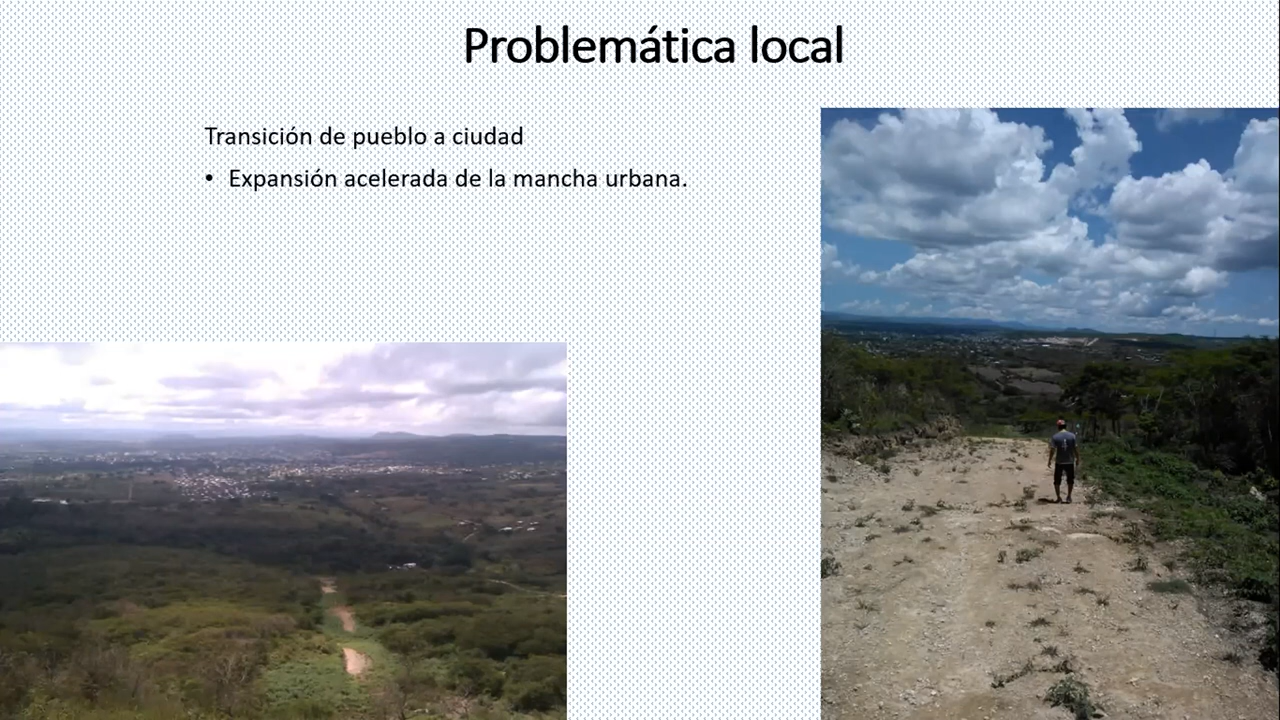 Problemática local
Transición de pueblo a ciudad
• Expansión acelerada de la mancha urbana.